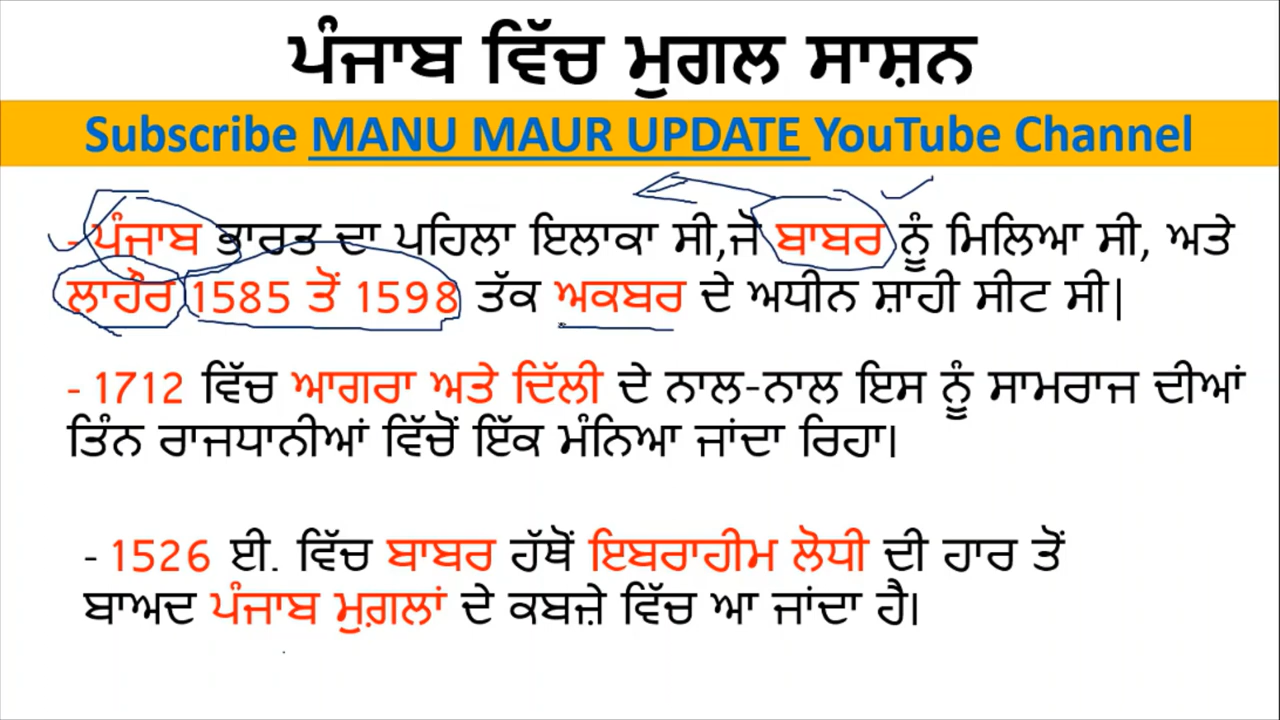 ਪੰਜਾਬ ਵਿੱਚ ਮੁਗਲ ਸਾਸ਼ਨ
Subscribe MANU MAUR UPDATE YouTube Channel
- ਪੰਜਾਬ ਭਾਰਤ ਦਾ ਪਹਿਲਾ ਇਲਾਕਾ ਸੀ,ਜੋ ਬਾਬਰ ਨੂੰ ਮਿਲਿਆ ਸੀ, ਅਤੇ
ਲਾਹੌਰ 1585 ਤੋਂ 1598 ਤੱਕ ਅਕਬਰ ਦੇ ਅਧੀਨ ਸ਼ਾਹੀ ਸੀਟ ਸੀ|
- 1712 ਵਿੱਚ ਆਗਰਾ ਅਤੇ ਦਿੱਲੀ ਦੇ ਨਾਲ-ਨਾਲ ਇਸ ਨੂੰ ਸਾਮਰਾਜ ਦੀਆਂ
ਤਿੰਨ ਰਾਜਧਾਨੀਆਂ ਵਿੱਚੋਂ ਇੱਕ ਮੰਨਿਆ ਜਾਂਦਾ ਰਿਹਾ।
- 1526 ਈ. ਵਿੱਚ ਬਾਬਰ ਹੱਥੋਂ ਇਬਰਾਹੀਮ ਲੋਧੀ ਦੀ ਹਾਰ ਤੋਂ
ਬਾਅਦ ਪੰਜਾਬ ਮੁਗ਼ਲਾਂ ਦੇ ਕਬਜ਼ੇ ਵਿੱਚ ਆ ਜਾਂਦਾ ਹੈ।